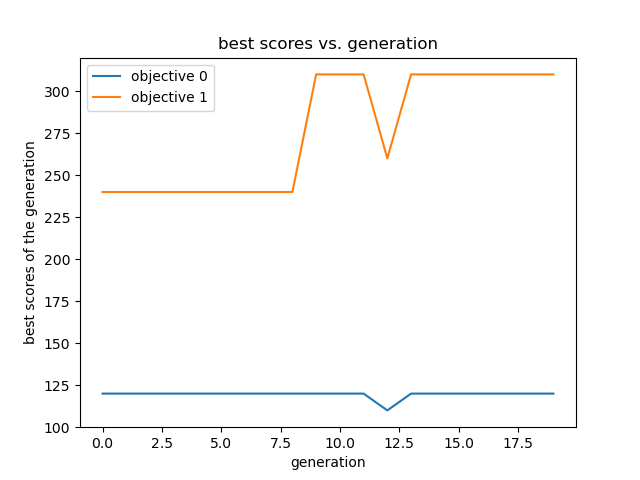 best scores vs. generation
objective 0
objective 1
best scores of the generation
300
275
250
225
200
175
150
125
100
0.0 2.5 5.0 7.5 10.0 12.5 15.0 17.5
generation